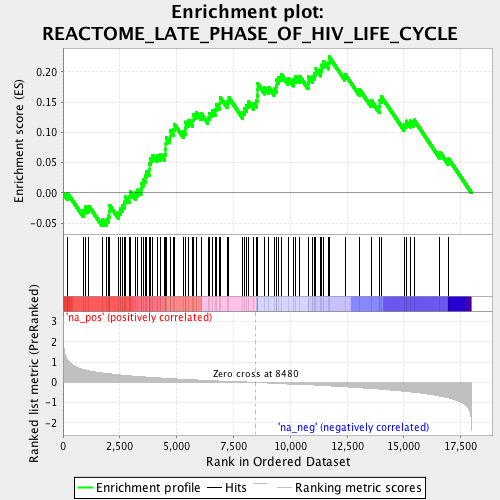 Enrichment plot:
REACTOME_LATE_PHASE_OF_HIV_LIFE_CYCLE
Enrichment score (ES)
0.20
0.15
0.10
0.05
0.00
-0.05
'na_pos' (positively correlated)
Ranked list metric (PreRanked)
3
2
1
0
-1
-2
Zero cross at 8480
'na_neg' (negatively correlated)
0
2,500
5,000
7,500
10,000
12,500
15,000
17,500
Rank in Ordered Dataset
Enrichment profile
Hits
Ranking metric scores